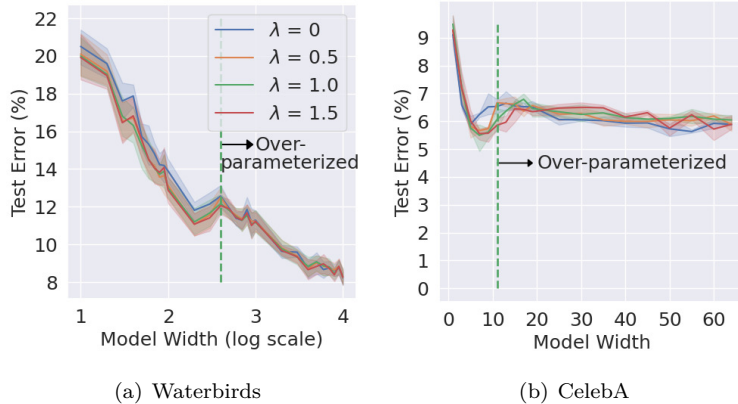 22
20
18
16
14
12
10
8
Test Error (%)
λ = 0
λ = 0.5
λ = 1.0
λ = 1.5
Over-
parameterized
1
2
3
4
Model Width (log scale)
(a) Waterbirds
9
8
7
6
5
4
3
2
1
0
Test Error (%)
Over-parameterized
0
10
20
30
40
50
60
Model Width
(b) CelebA